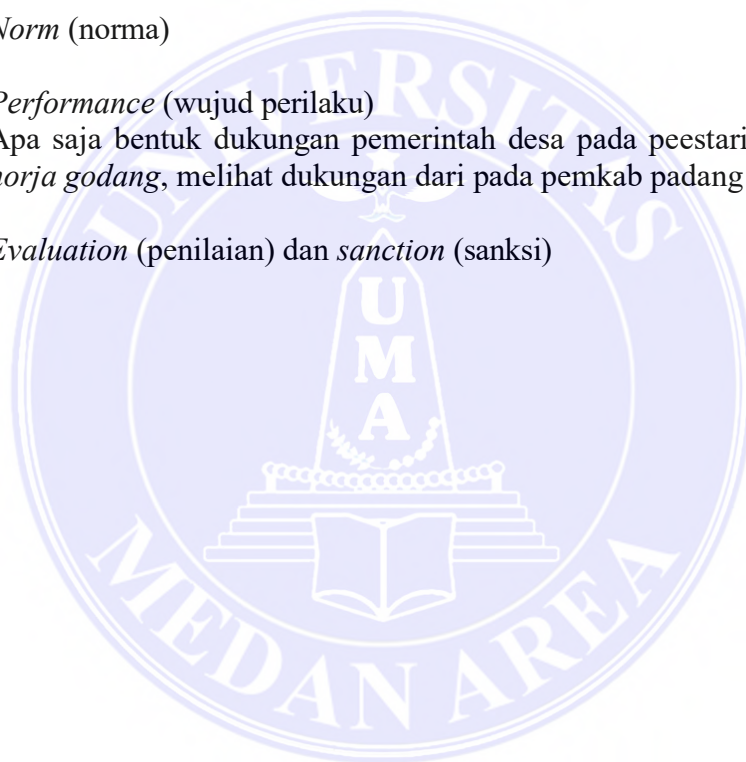 Norm (norma)
Performance (wujud perilaku)
Apa saja bentuk dukungan pemerintah desa pada peestari
horja godang, melihat dukungan dari pada pemkab padang
Evaluation (penilaian) dan sanction (sanksi)
UNIVERSITAS
U
M
A
MEDAN AREA